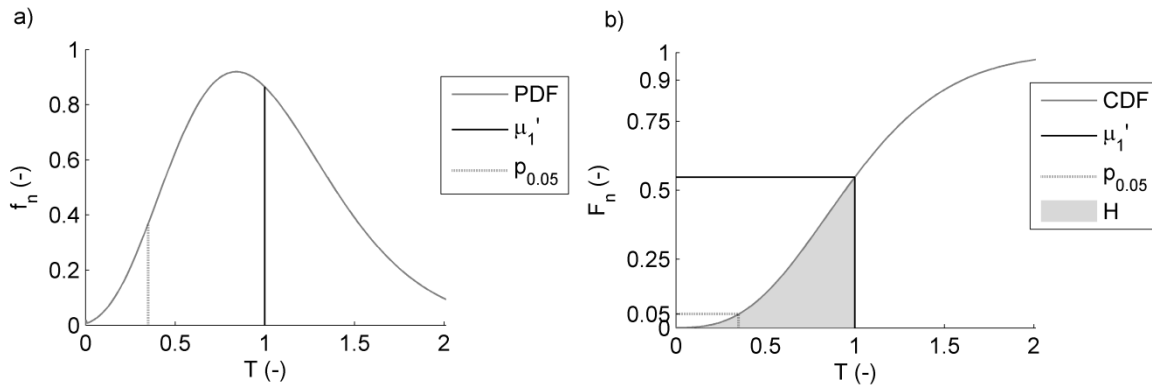 a)
1
0.8
0.6
0.4
0.2
0
0 0.5 1 1.5 2
f_n (-)
T (-)
PDF
μ_1'
p_0.05
b)
1
0.9
0.5
0.25
0.05
0
0 0.5 1 1.5 2
F_n (-)
T (-)
CDF
μ_1'
p_0.05
H